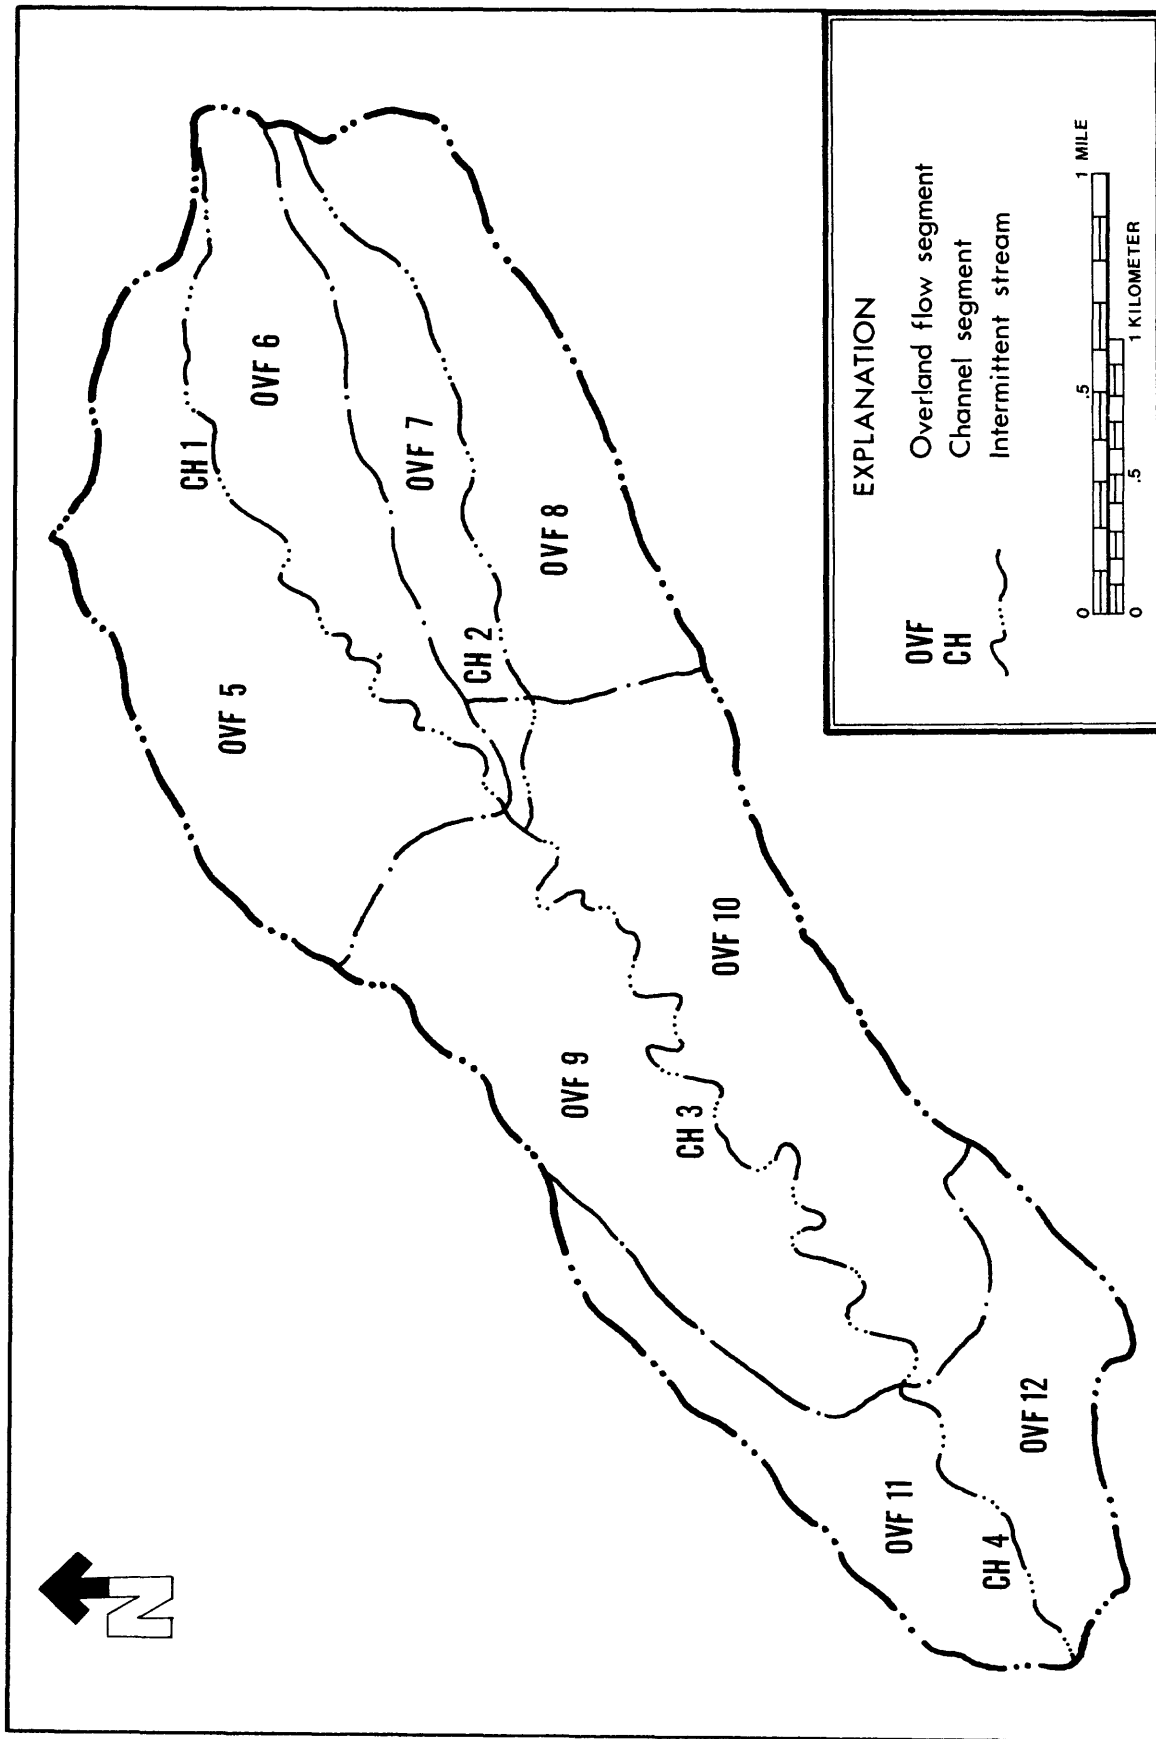 CH 1
OVF 6
OVF 7
OVF 5
CH 2
OVF 8
OVF 9
OVF 10
CH 3
OVF 11
OVF 12
CH 4
N
EXPLANATION
OVF Overland flow segment
CH Channel segment
Intermittent stream
0 .5 1 MILE
0 .5 1 KILOMETER